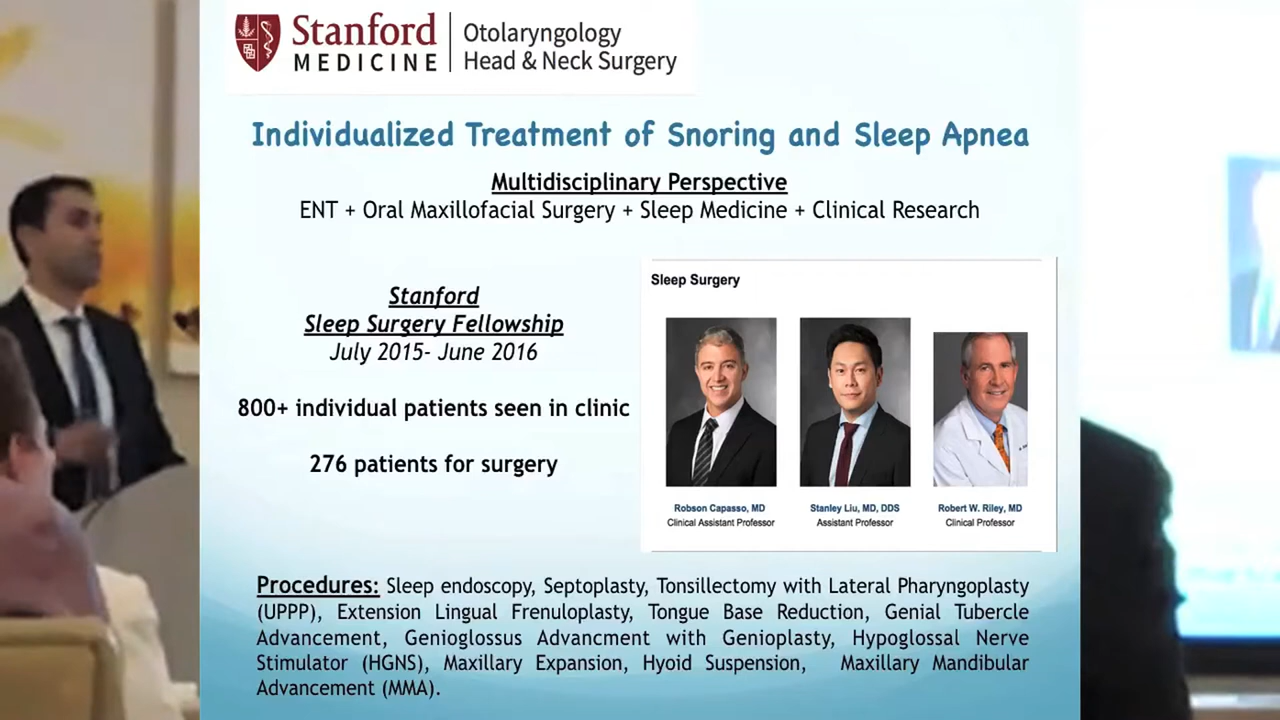 Stanford
MEDICINE
Otolaryngology
Head & Neck Surgery
Individualized Treatment of Snoring and Sleep Apnea
Multidisciplinary Perspective
ENT + Oral Maxillofacial Surgery + Sleep Medicine + Clinical Research
Stanford
Sleep Surgery Fellowship
July 2015- June 2016
800+ individual patients seen in clinic
276 patients for surgery
Sleep Surgery
Robson Capasso, MD
Clinical Assistant Professor
Stanley Liu, MD, DDS
Assistant Professor
Robert W. Riley, MD
Clinical Professor
Procedures: Sleep endoscopy, Septoplasty, Tonsillectomy with Lateral Pharyngoplasty
(UPPP), Extension Lingual Frenuloplasty, Tongue Base Reduction, Genial Tubercle
Advancement, Genioglossus Advancment with Genioplasty, Hypoglossal Nerve
Stimulator (HGNS), Maxillary Expansion, Hyoid Suspension, Maxillary Mandibular
Advancement (MMA).